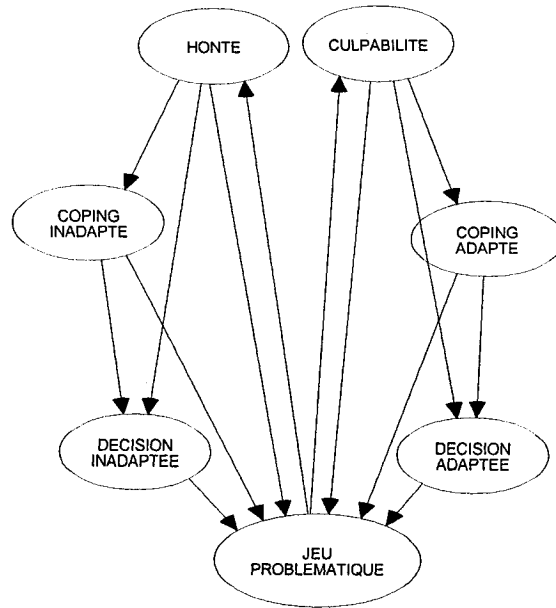 HONTE
CULPABILITE
COPING
INADAPTE
COPING
ADAPTE
DECISION
INADAPTEE
DECISION
ADAPTEE
JEU
PROBLEMATIQUE